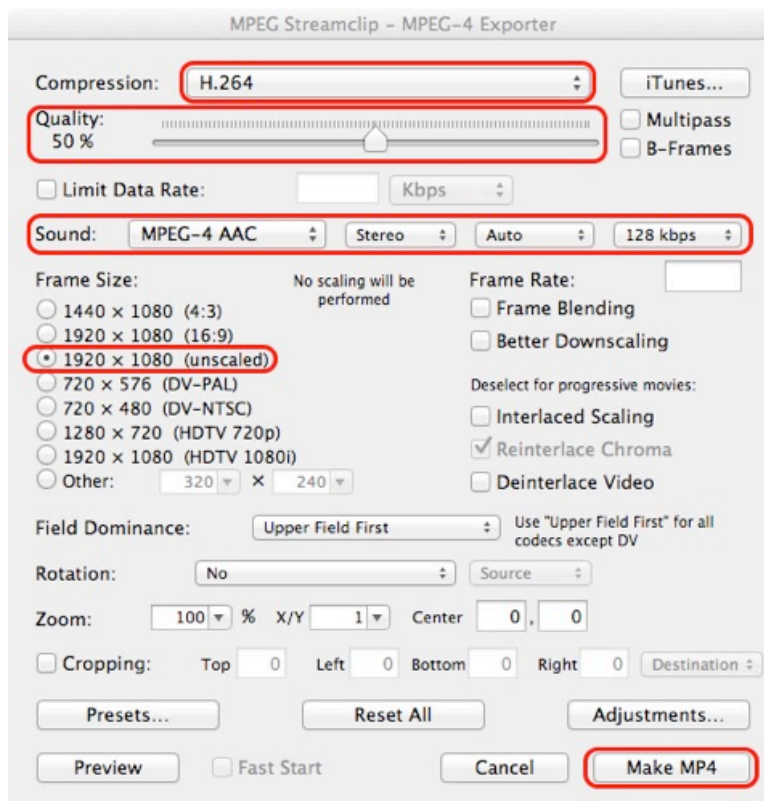 MPEG Streamclip – MPEG-4 Exporter
Compression: H.264 iTunes...
Quality: Multipass
50 % B-Frames
Limit Data Rate: Kbps
Sound: MPEG-4 AAC Stereo Auto 128 kbps
Frame Size: No scaling will be performed Frame Rate:
1440 × 1080 (4:3) Frame Blending
1920 × 1080 (16:9) Better Downscaling
1920 × 1080 (unscaled)
720 × 576 (DV-PAL) Deselect for progressive movies:
720 × 480 (DV-NTSC) Interlaced Scaling
1280 × 720 (HDTV 720p) Reinterlace Chroma
1920 × 1080 (HDTV 1080i)
Other: 320 × 240 Deinterlace Video
Field Dominance: Upper Field First Use "Upper Field First" for all codecs except DV
Rotation: No Source
Zoom: 100 % X/Y 1 Center 0 , 0
Cropping: Top 0 Left 0 Bottom 0 Right 0 Destination
Presets... Reset All Adjustments...
Preview Fast Start Cancel Make MP4